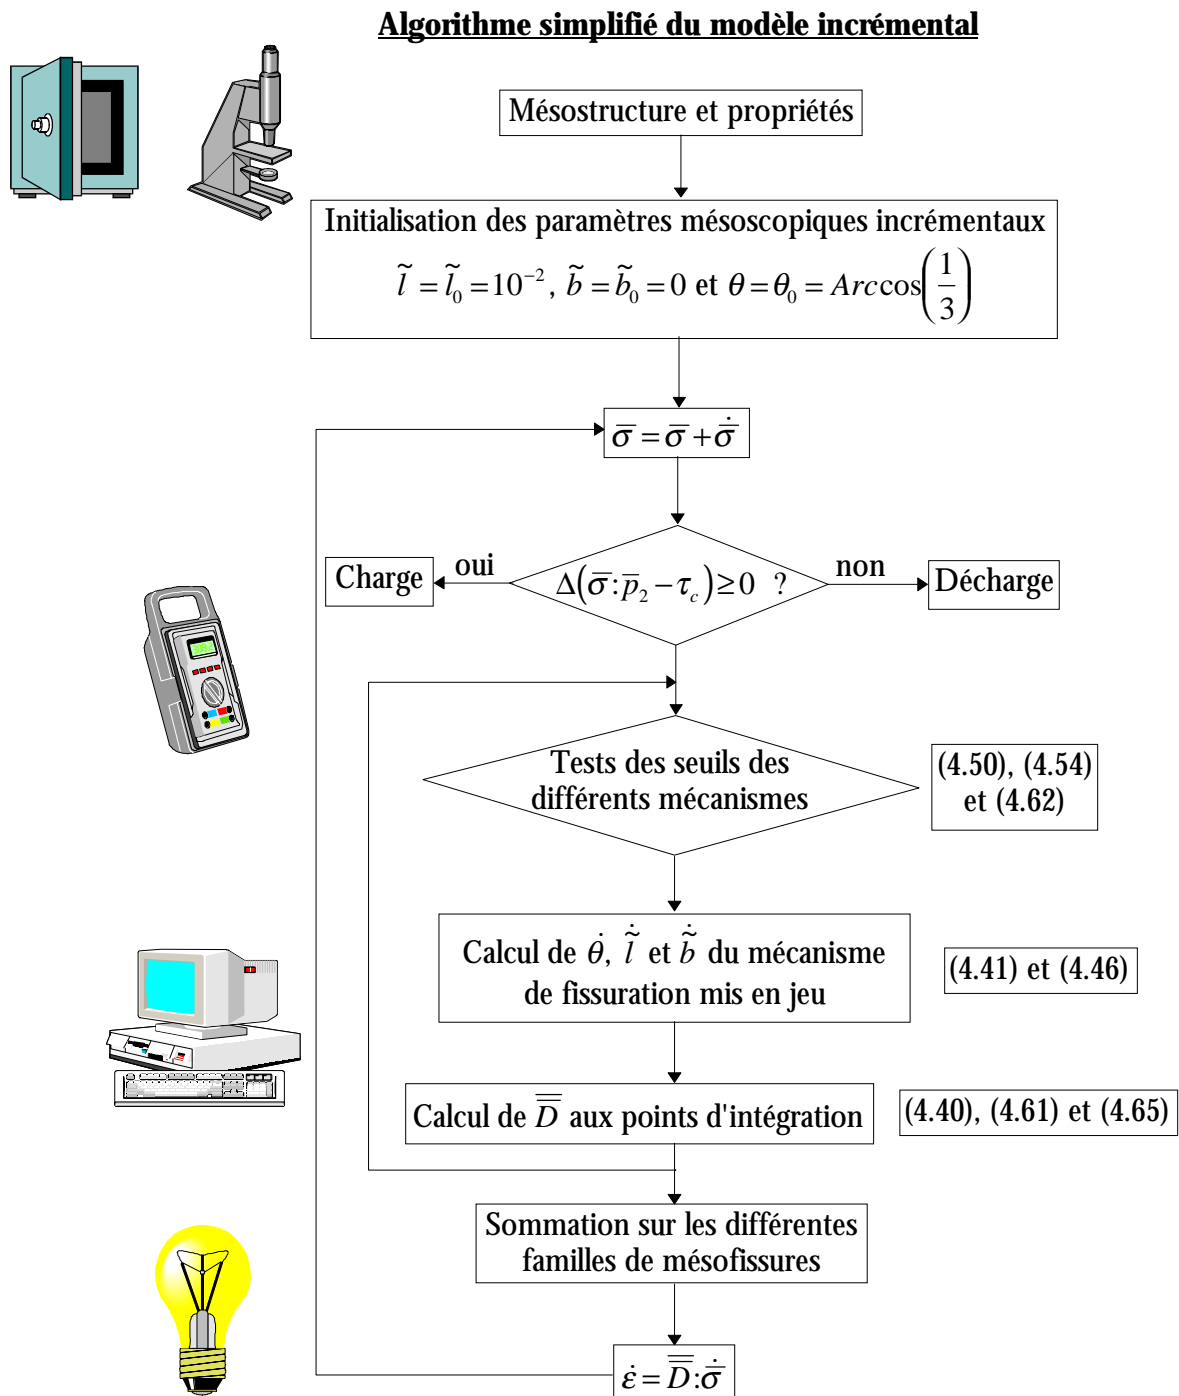 Algorithme simplifié du modèle incrémental
Mésostructure et propriétés
Initialisation des paramètres mésoscopiques incrémentaux
l̃ = l̃₀ = 10⁻², b̃ = b̃₀ = 0 et θ = θ₀ = Arccos(1/3)
σ̿ = σ̿ + σ̿̇
Charge
oui
Δ(σ̿ : p̿₂ − τ_c) ≥ 0 ?
non
Décharge
Tests des seuils des
différents mécanismes
(4.50), (4.54)
et (4.62)
Calcul de θ̇, l̃̇ et b̃̇ du mécanisme
de fissuration mis en jeu
(4.41) et (4.46)
Calcul de D̿ aux points d'intégration
(4.40), (4.61) et (4.65)
Sommation sur les différentes
familles de mésofissures
ε̇ = D̿ : σ̿̇